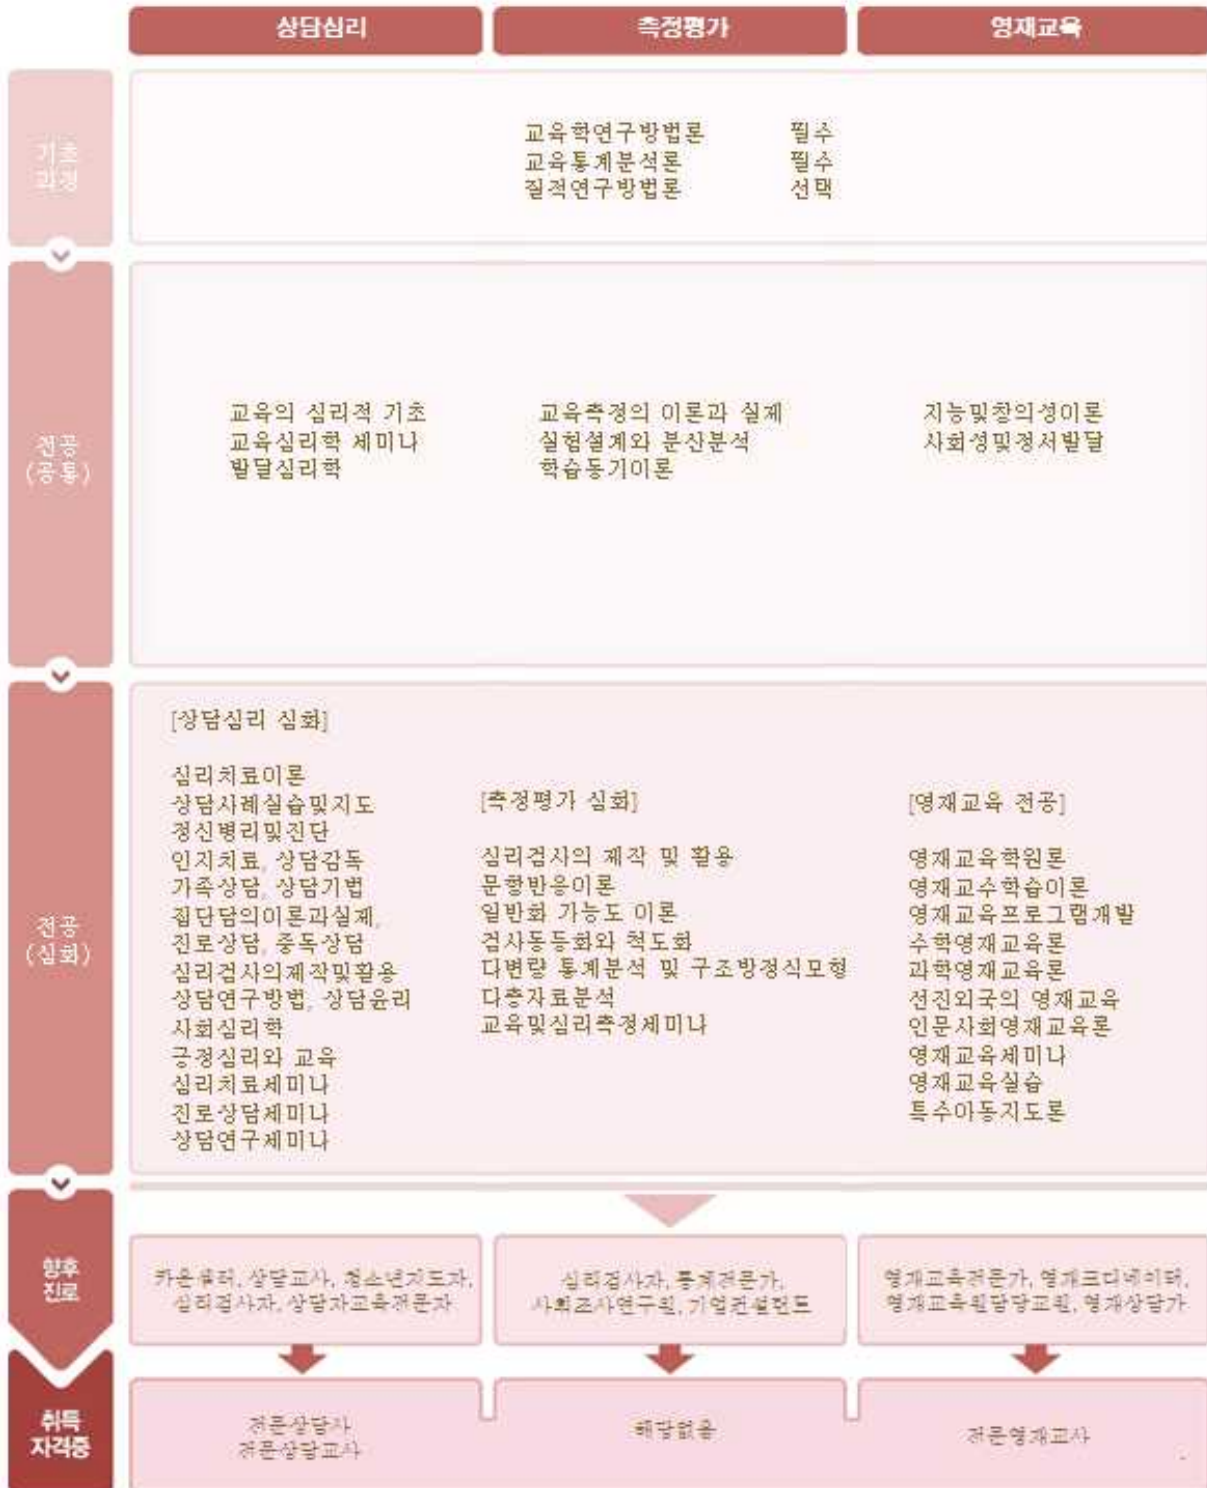 상담심리
측정평가
영재교육
기초
과정
교육학연구방법론 필수
교육통계분석론 필수
질적연구방법론 선택
전공
(공통)
교육의 심리적 기초
교육심리학 세미나
발달심리학
교육측정의 이론과 실제
실험설계와 분산분석
학습동기이론
지능및창의성이론
사회성및정서발달
전공
(심화)
[상담심리 심화]
심리치료이론
상담사례실습및지도
정신병리및진단
인지치료, 상담감독
가족상담, 상담기법
집단담의이론과실제,
진로상담, 중독상담
심리검사의제작및활용
상담연구방법, 상담윤리
사회심리학
긍정심리와 교육
심리치료세미나
진로상담세미나
상담연구세미나
[측정평가 심화]
심리검사의 제작 및 활용
문항반응이론
일반화 가능도 이론
검사동등화와 척도화
다변량 통계분석 및 구조방정식모형
다층자료분석
교육및심리측정세미나
[영재교육 전공]
영재교육학원론
영재교수학습이론
영재교육프로그램개발
수학영재교육론
과학영재교육론
선진외국의 영재교육
인문사회영재교육론
영재교육세미나
영재교육실습
특수아동지도론
향후
진로
카운셀러, 상담교사, 청소년지도자,
심리검사자, 상담자교육전문자
심리검사자, 통계전문가,
사회조사연구원, 기업컨설턴트
영재교육전문가, 영재코디네이터,
영재교육원담당교원, 영재상담가
취득
자격증
전문상담사
전문상담교사
해당없음
전문영재교사